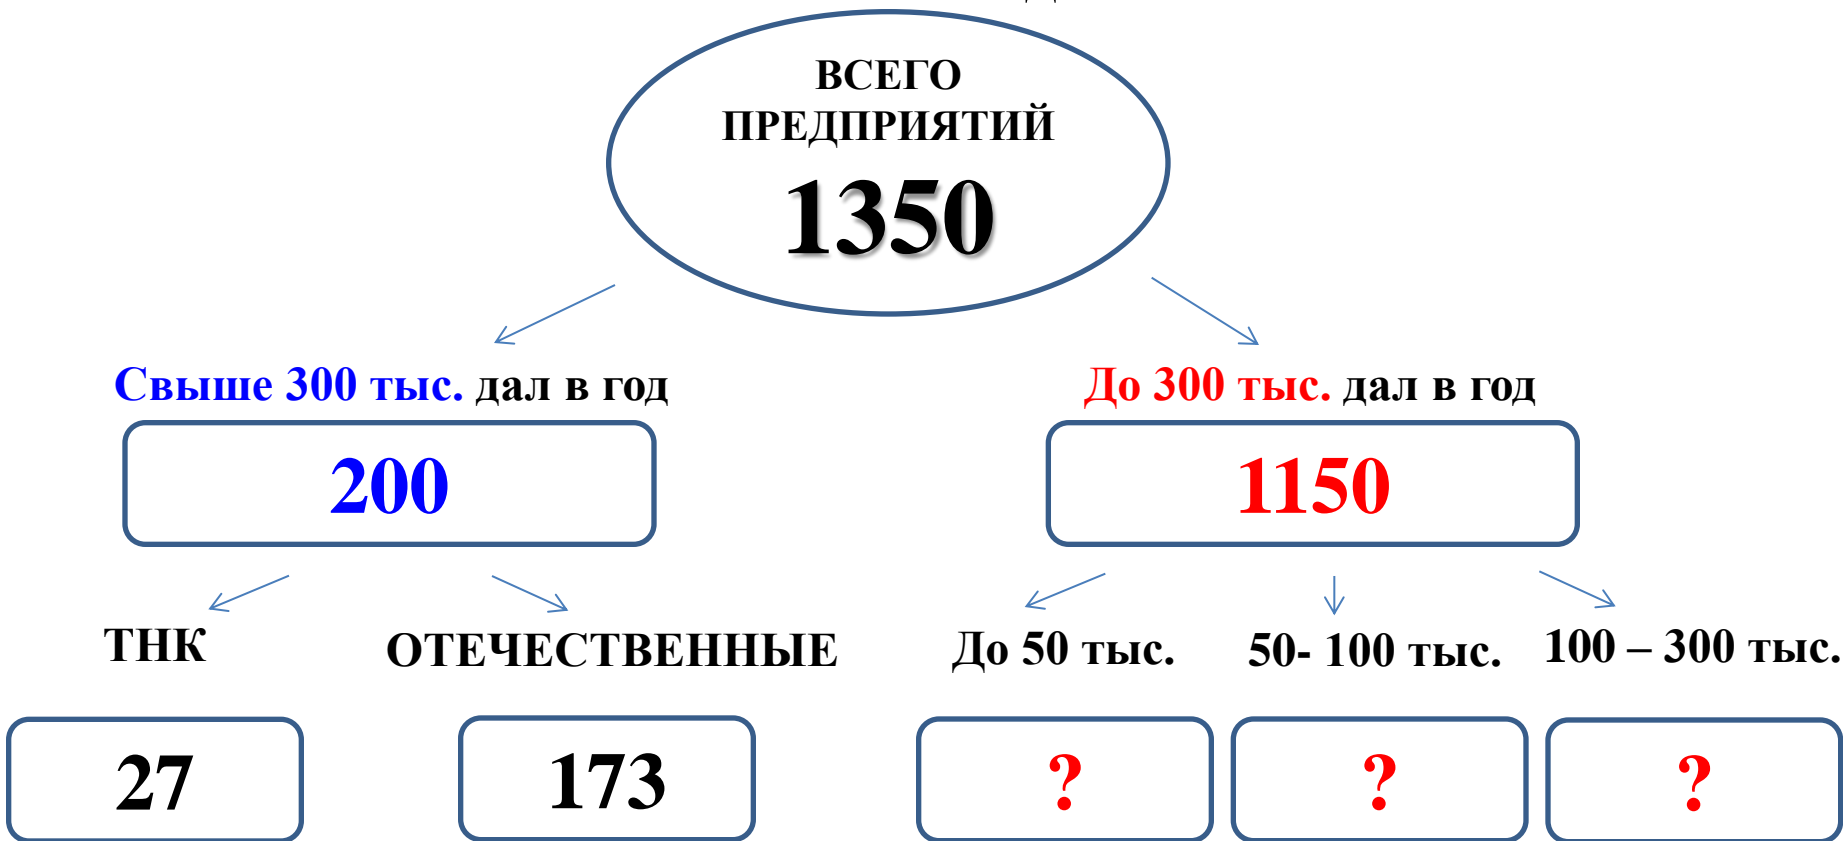 ВСЕГО
ПРЕДПРИЯТИЙ
1350
Свыше 300 тыс. дал в год
До 300 тыс. дал в год
200
1150
ТНК
ОТЕЧЕСТВЕННЫЕ
До 50 тыс.
50- 100 тыс.
100 – 300 тыс.
27
173
?
?
?